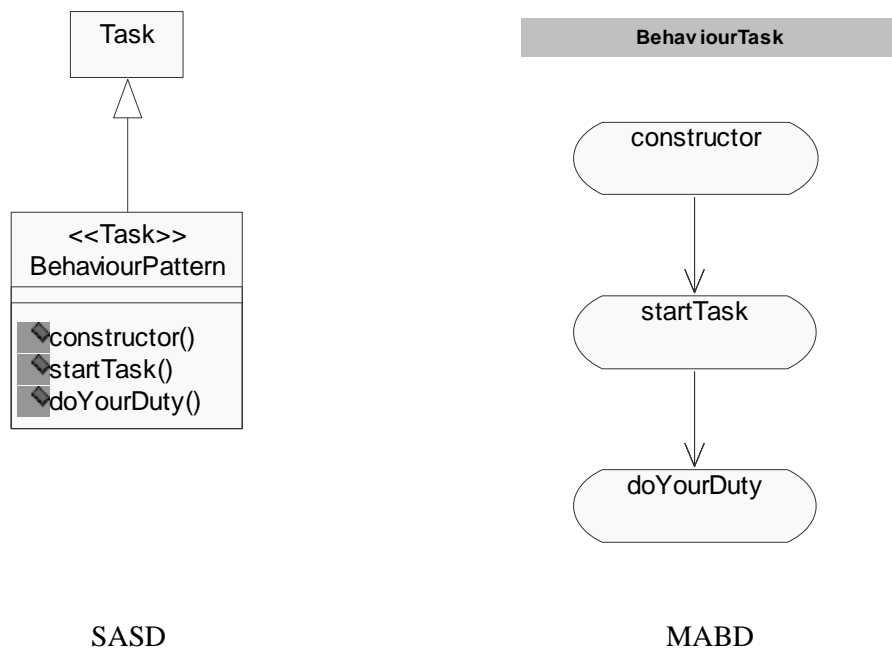 Task
<<Task>>
BehaviourPattern
constructor()
startTask()
doYourDuty()
SASD
BehaviourTask
constructor
startTask
doYourDuty
MABD